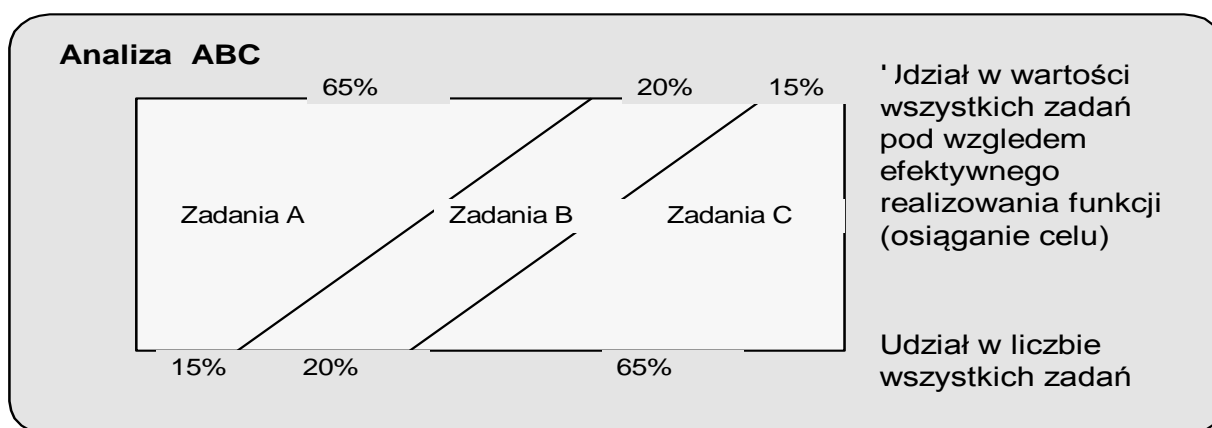 Analiza ABC
65% 20% 15%
Udział w wartości
wszystkich zadań
pod wzgledem
efektywnego
realizowania funkcji
(osiąganie celu)
Zadania A Zadania B Zadania C
15% 20% 65%
Udział w liczbie
wszystkich zadań